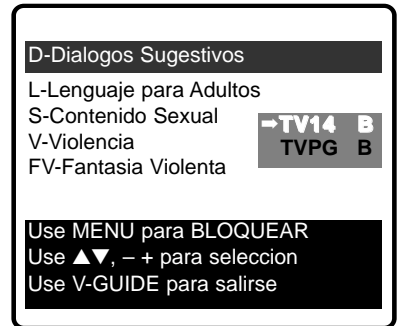 D-Dialogos Sugestivos
L-Lenguaje para Adultos
S-Contenido Sexual
V-Violencia
FV-Fantasia Violenta
➡TV14 B
TVPG B
Use MENU para BLOQUEAR
Use ▲▼, – + para seleccion
Use V-GUIDE para salirse